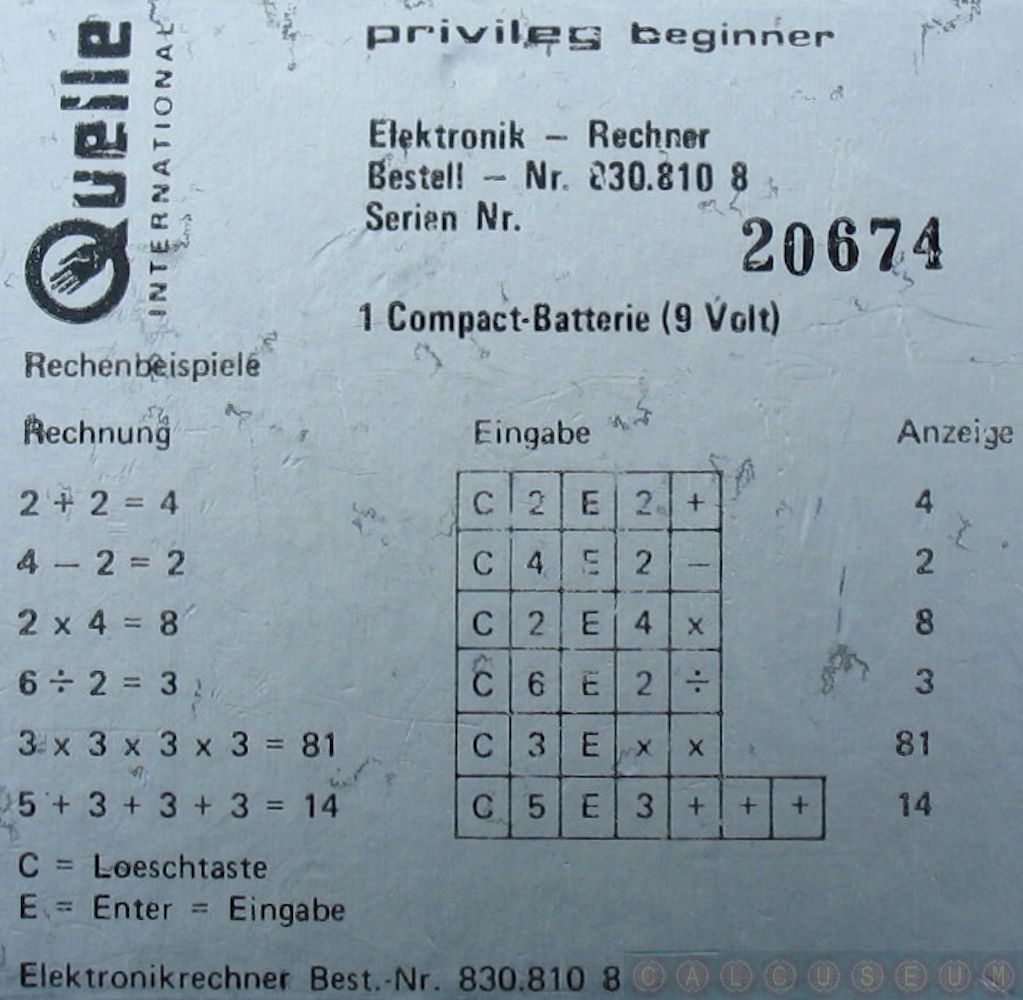 Quelle
INTERNATIONAL
privileg beginner
Elektronik – Rechner
Bestell – Nr. 830.810 8
Serien Nr.
20674
1 Compact-Batterie (9 Volt)
Rechenbeispiele
Rechnung Eingabe Anzeige
2 + 2 = 4 C 2 E 2 + 4
4 – 2 = 2 C 4 E 2 – 2
2 x 4 = 8 C 2 E 4 x 8
6 ÷ 2 = 3 C 6 E 2 ÷ 3
3 x 3 x 3 x 3 = 81 C 3 E x x 81
5 + 3 + 3 + 3 = 14 C 5 E 3 + + + 14
C = Loeschtaste
E = Enter = Eingabe
Elektronikrechner Best.-Nr. 830.810 8
CALCUSEUM